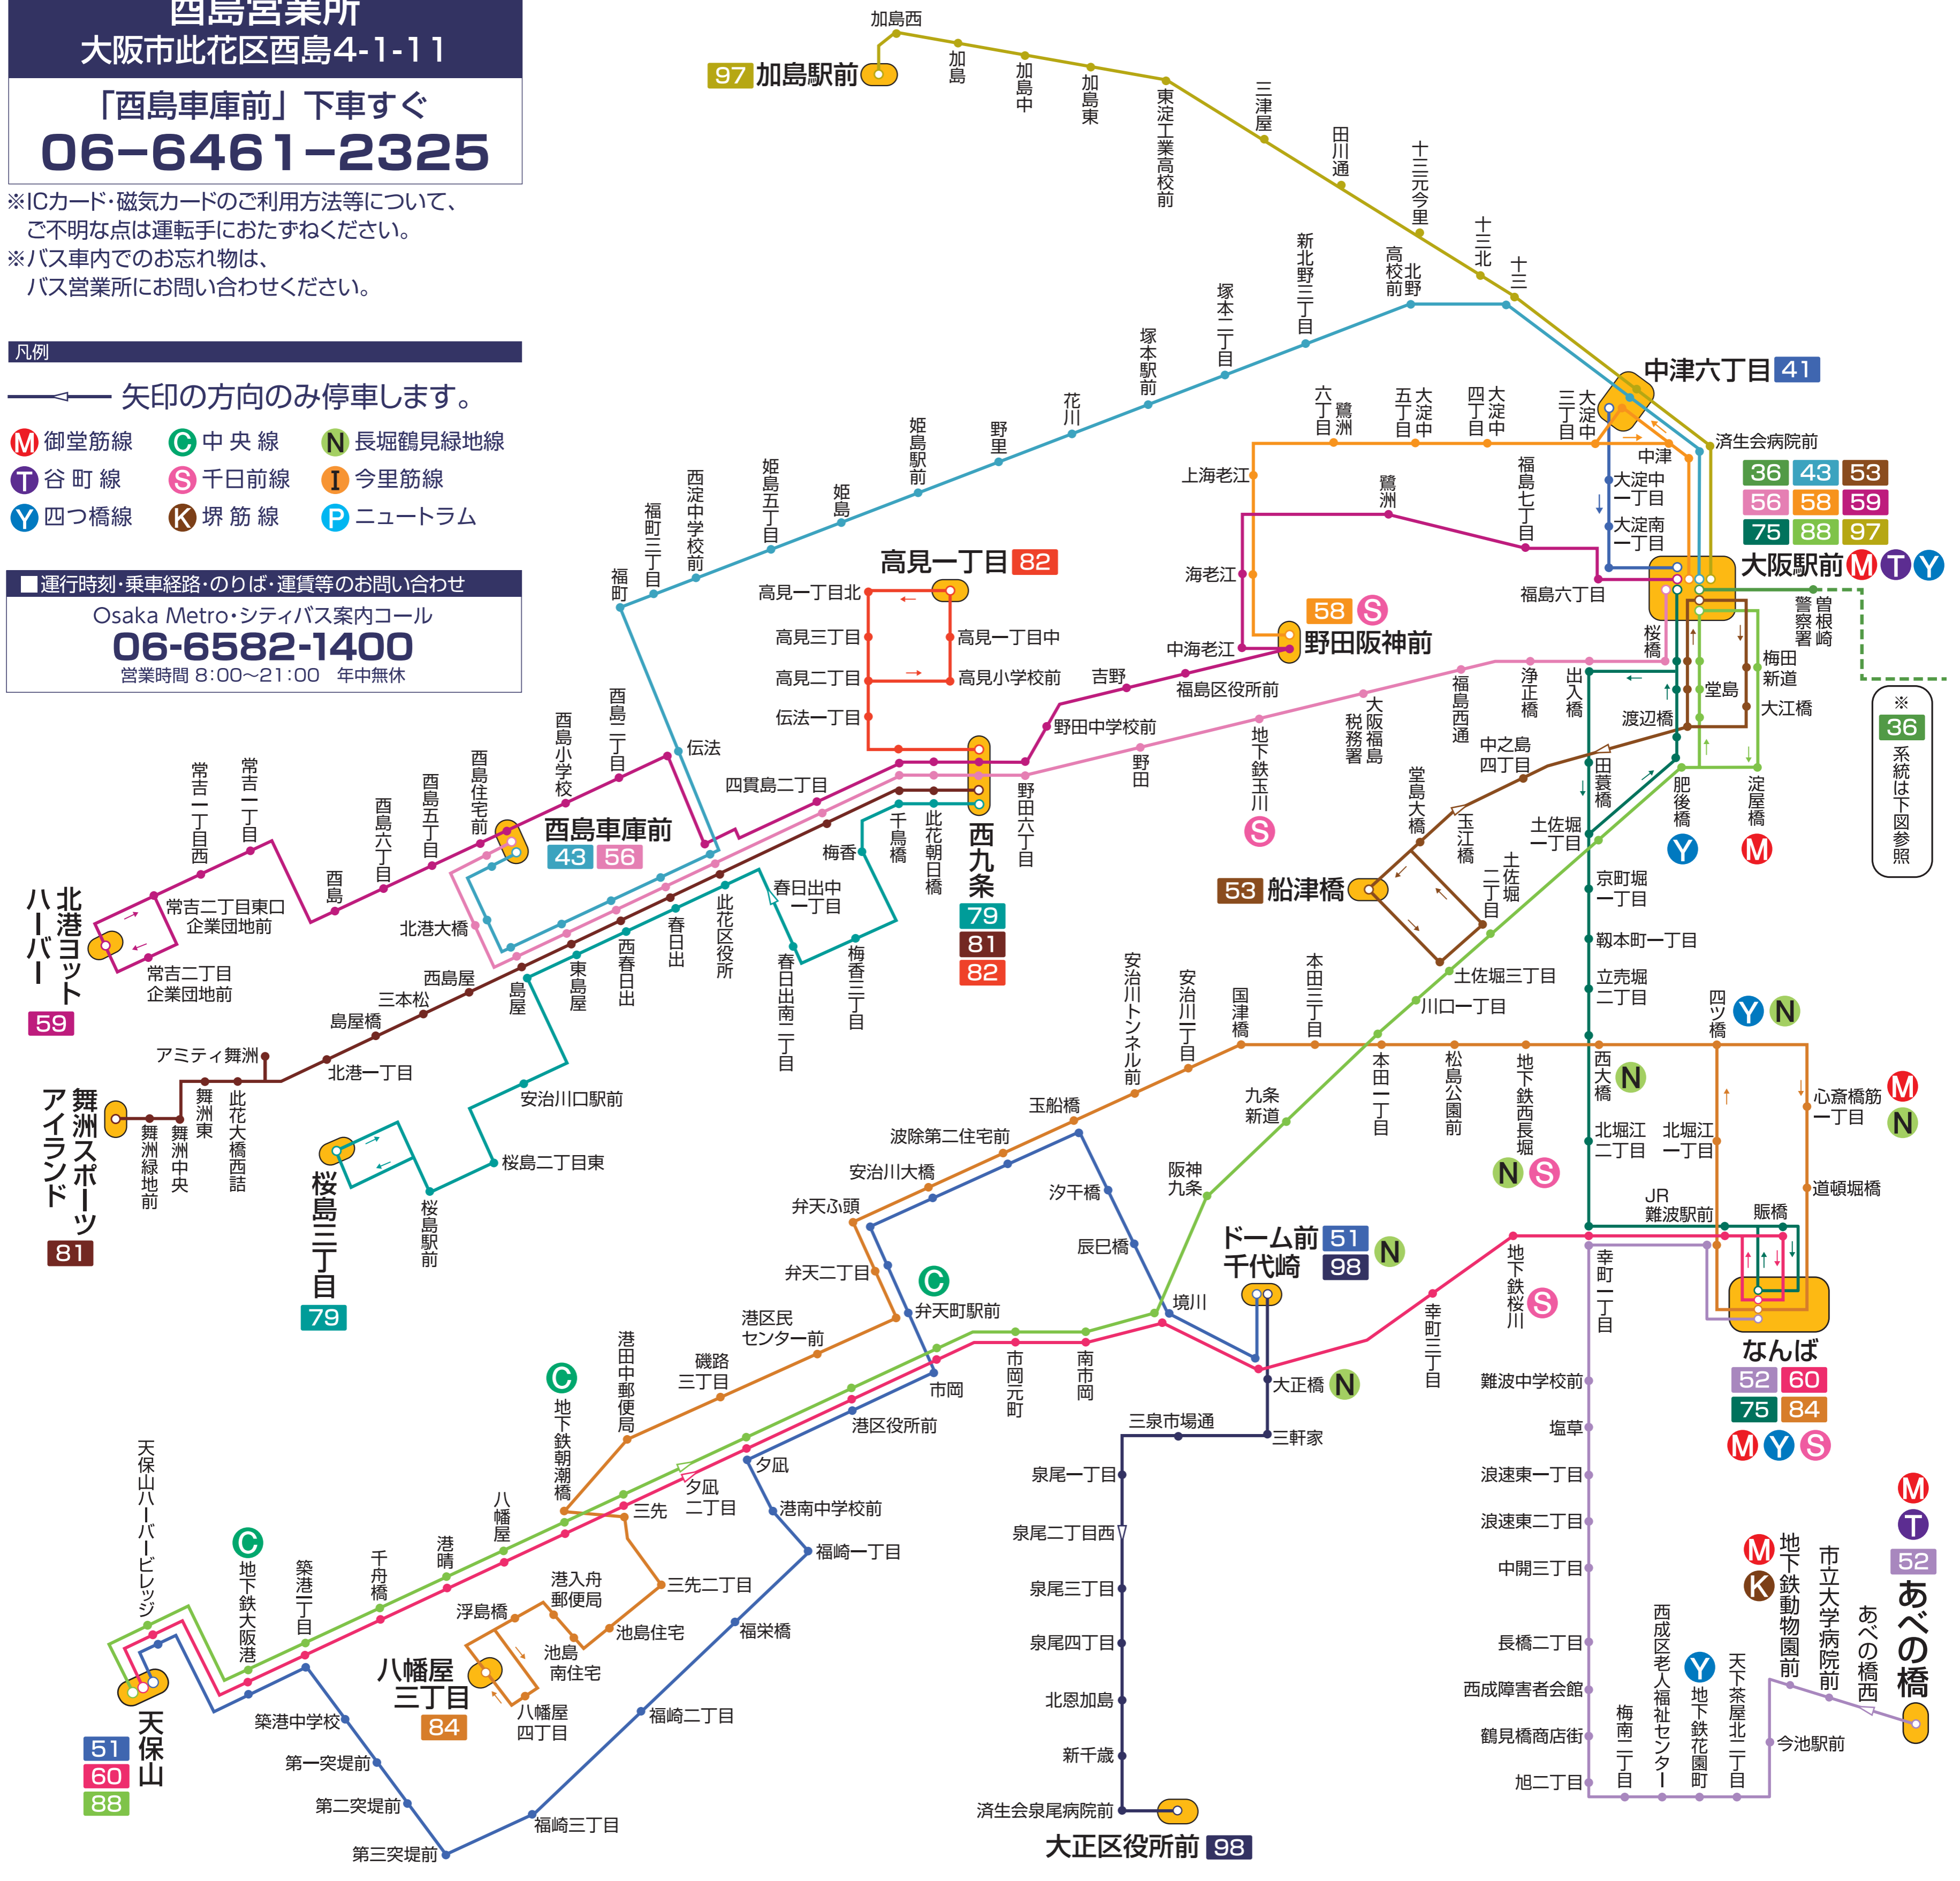 酉島営業所
大阪市此花区酉島4-1-11
「酉島車庫前」下車すぐ
06-6461-2325
※ICカード・磁気カードのご利用方法等について、
ご不明な点は運転手におたずねください。
※バス車内でのお忘れ物は、
バス営業所にお問い合わせください。
凡例
矢印の方向のみ停車します。
M 御堂筋線
C 中央線
N 長堀鶴見緑地線
T 谷町線
S 千日前線
I 今里筋線
Y 四つ橋線
K 堺筋線
P ニュートラム
■運行時刻・乗車経路・のりば・運賃等のお問い合わせ
Osaka Metro・シティバス案内コール
06-6582-1400
営業時間 8:00〜21:00 年中無休
加島西
97 加島駅前
加島
加島中
加島東
東淀工業高校前
三津屋
田川通
十三元今里
十三北
十三
北野
高校前
新北野三丁目
塚本二丁目
塚本駅前
花川
野里
姫島駅前
姫島
姫島五丁目
西淀中学校前
福町三丁目
福町
伝法
中津六丁目 41
済生会病院前
中津
36 43 53
56 58 59
75 88 97
大阪駅前 M T Y
大淀中
三丁目
大淀中
四丁目
大淀中
五丁目
鷺洲
六丁目
上海老江
鷺洲
福島七丁目
大淀中
一丁目
大淀南
一丁目
海老江
福島六丁目
58 S
野田阪神前
中海老江
福島区役所前
吉野
野田中学校前
高見一丁目 82
高見一丁目北
高見三丁目
高見一丁目中
高見二丁目
高見小学校前
伝法一丁目
桜橋
曽根崎
警察署
梅田
新道
堂島
大江橋
渡辺橋
出入橋
浄正橋
福島西通
大阪福島
税務署
地下鉄玉川
S
野田
野田六丁目
※
36
系統は下図参照
中之島
四丁目
堂島大橋
玉江橋
田蓑橋
肥後橋
Y
淀屋橋
M
土佐堀
一丁目
土佐堀
二丁目
53 船津橋
京町堀
一丁目
靱本町一丁目
土佐堀三丁目
立売堀
二丁目
川口一丁目
四貫島二丁目
千鳥橋
此花朝日橋
西九条
79
81
82
梅香
春日出中
一丁目
此花区役所
春日出
西春日出
東島屋
島屋
春日出南二丁目
梅香三丁目
酉島二丁目
酉島小学校
酉島住宅前
酉島車庫前
43 56
酉島五丁目
酉島六丁目
酉島
常吉一丁目
常吉一丁目西
常吉二丁目東口
企業団地前
常吉二丁目
企業団地前
北港ヨット
ハーバー
59
北港大橋
西島屋
三本松
島屋橋
アミティ舞洲
北港一丁目
舞洲スポーツ
アイランド
81
舞洲緑地前
舞洲中央
舞洲東
此花大橋西詰
安治川口駅前
桜島二丁目東
桜島駅前
桜島三丁目
79
安治川トンネル前
安治川一丁目
国津橋
本田三丁目
本田一丁目
松島公園前
地下鉄西長堀
N S
西大橋
N
四ツ橋
Y N
心斎橋筋
一丁目
M
N
北堀江
二丁目
北堀江
一丁目
道頓堀橋
JR
難波駅前
賑橋
九条
新道
阪神
九条
玉船橋
波除第二住宅前
安治川大橋
弁天ふ頭
汐干橋
辰巳橋
弁天二丁目
C
弁天町駅前
ドーム前
千代崎
51
98
N
境川
港区民
センター前
市岡
市岡元町
南市岡
大正橋
N
幸町三丁目
地下鉄桜川
S
幸町一丁目
なんば
52 60
75 84
M Y S
磯路
三丁目
港田中郵便局
C
地下鉄朝潮橋
港区役所前
三泉市場通
三軒家
難波中学校前
塩草
夕凪
夕凪
二丁目
泉尾一丁目
浪速東一丁目
港南中学校前
三先
八幡屋
泉尾二丁目西
浪速東二丁目
福崎一丁目
港晴
千舟橋
築港一丁目
C
地下鉄大阪港
天保山ハーバービレッジ
天保山
51
60
88
三先二丁目
港入舟
郵便局
浮島橋
池島
南住宅
池島住宅
八幡屋
三丁目
84
八幡屋
四丁目
泉尾三丁目
中開三丁目
福栄橋
泉尾四丁目
長橋二丁目
北恩加島
西成障害者会館
福崎二丁目
築港中学校
第一突堤前
第二突堤前
第三突堤前
福崎三丁目
新千歳
鶴見橋商店街
済生会泉尾病院前
旭二丁目
大正区役所前 98
梅南二丁目
西成区老人福祉センター
Y
地下鉄花園町
天下茶屋北二丁目
今池駅前
M
K
地下鉄動物園前
市立大学病院前
あべの橋西
M
T
52
あべの橋